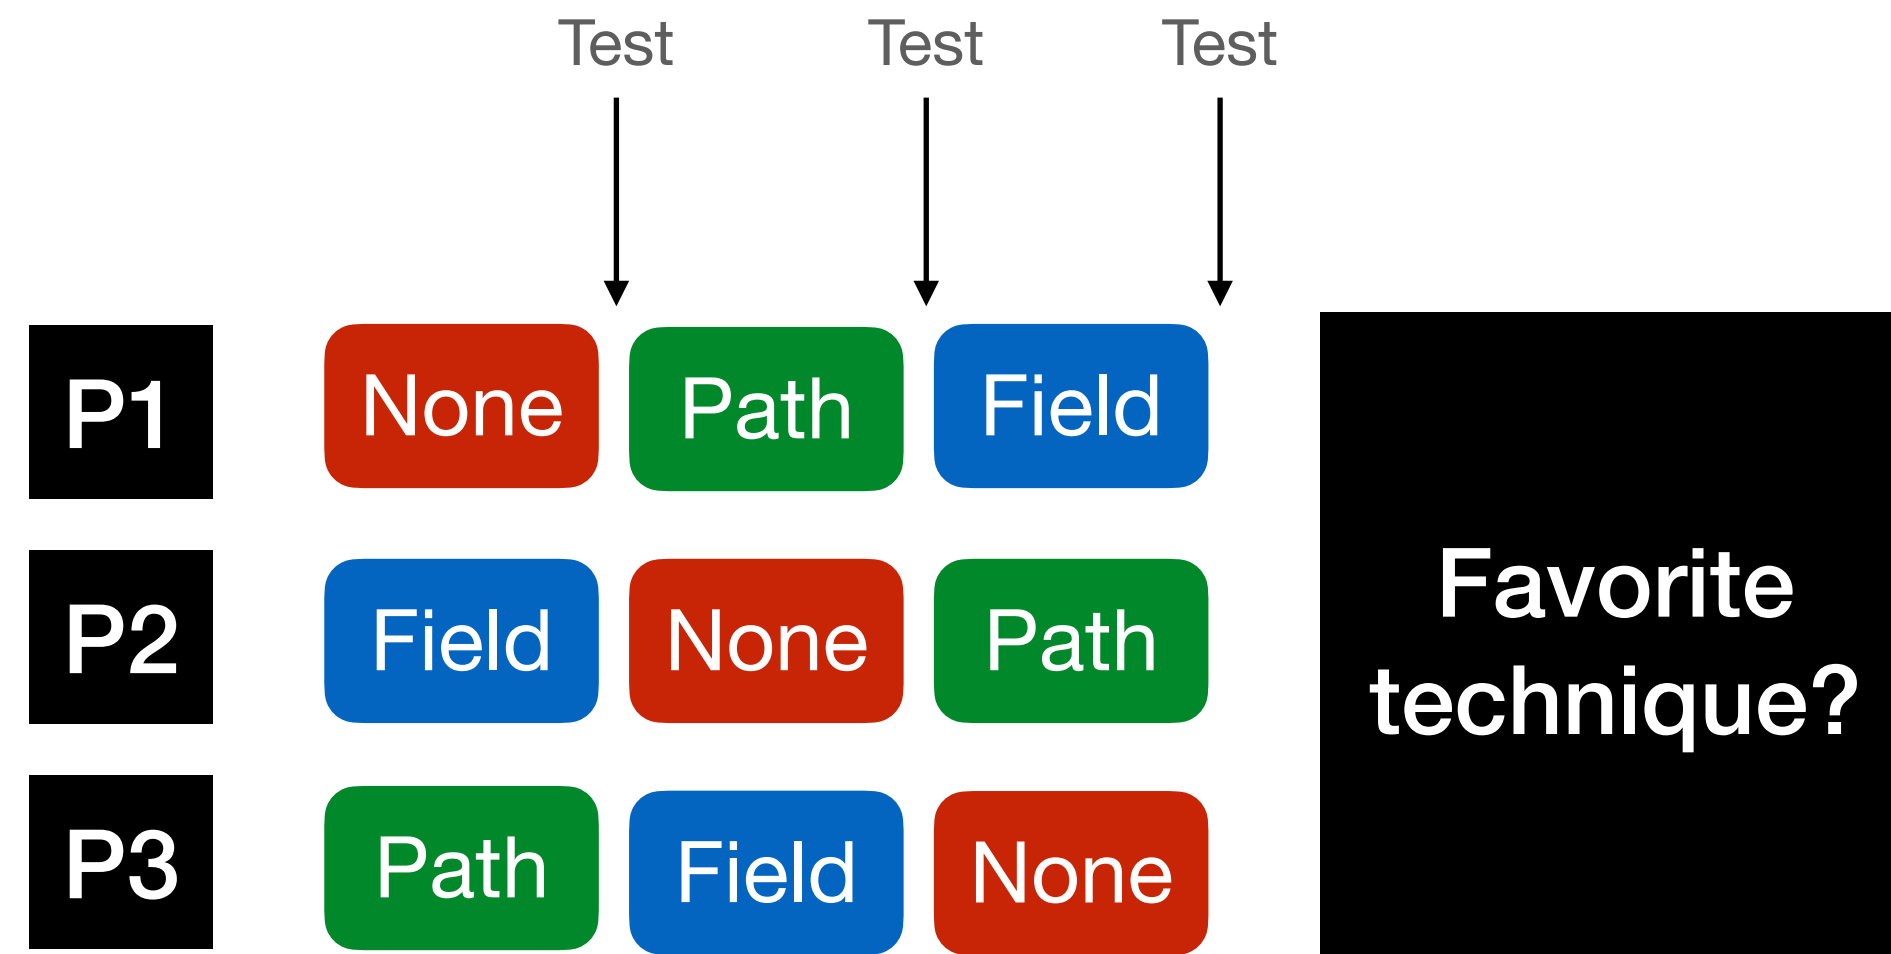 Test Test Test
P1 None Path Field
P2 Field None Path
P3 Path Field None
Favorite
technique?